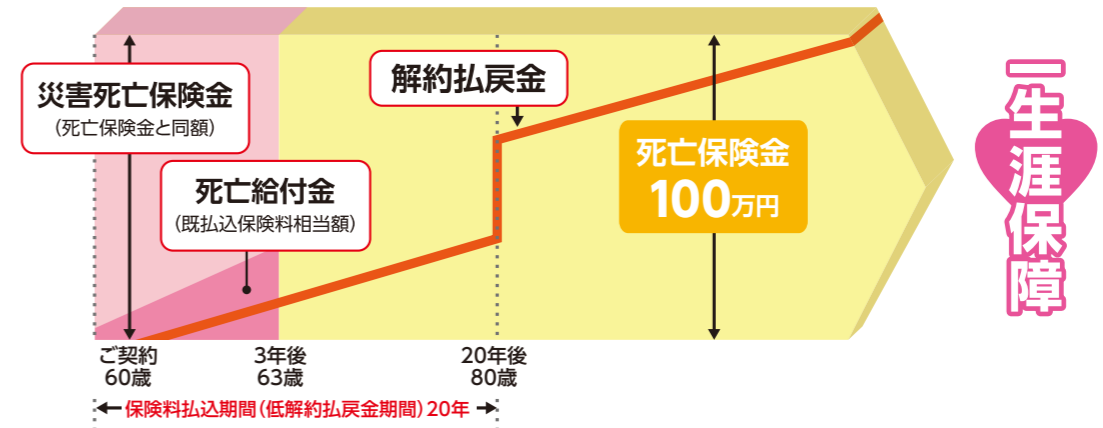 災害死亡保険金
(死亡保険金と同額)
死亡給付金
(既払込保険料相当額)
解約払戻金
死亡保険金
100万円
一生涯保障
ご契約
60歳
3年後
63歳
20年後
80歳
保険料払込期間(低解約払戻金期間)20年